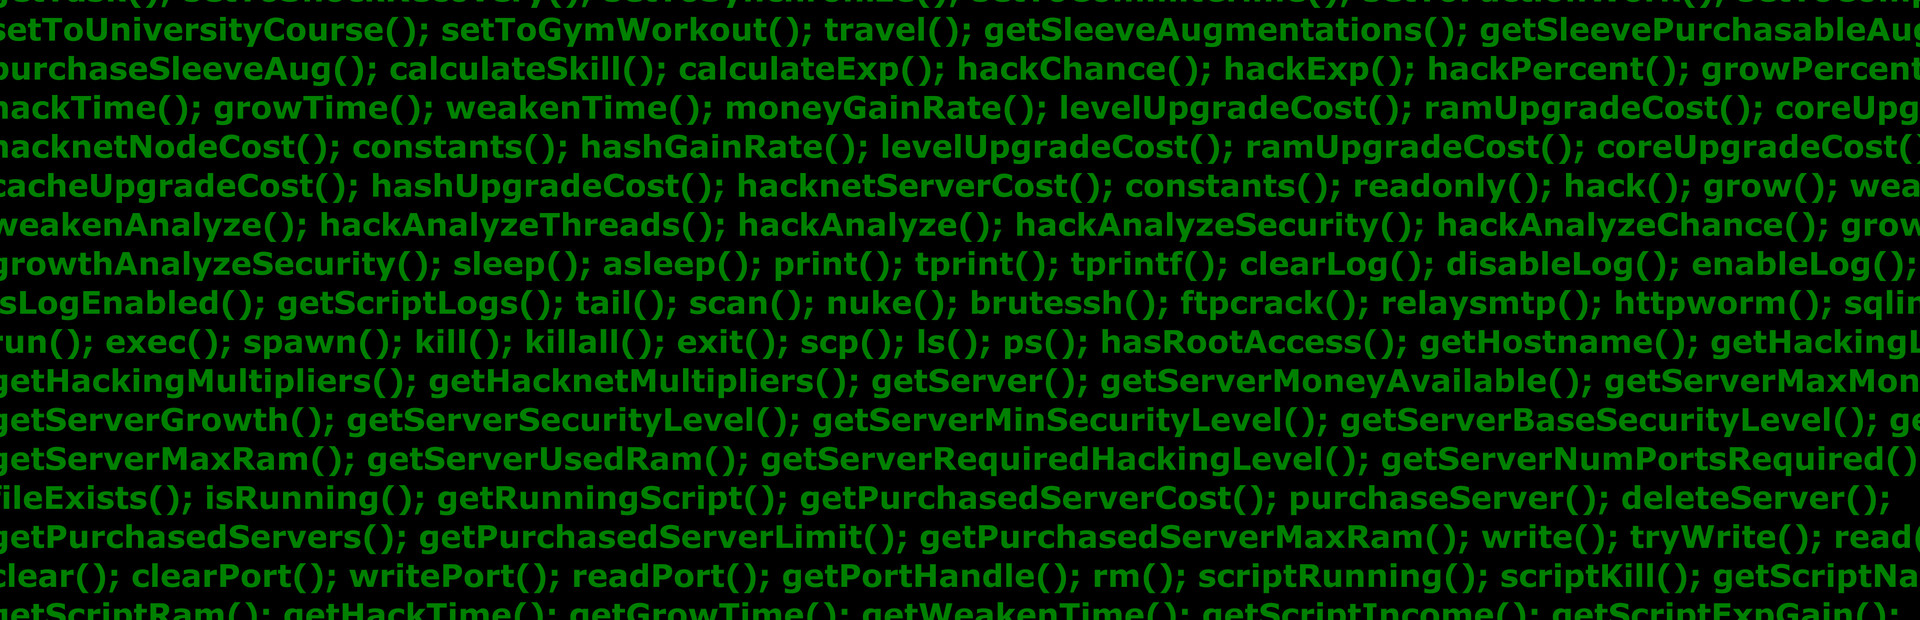 setToUniversityCourse(); setToGymWorkout(); travel(); getSleeveAugmentations(); getSleevePurchasableAug
purchaseSleeveAug(); calculateSkill(); calculateExp(); hackChance(); hackExp(); hackPercent(); growPercent
hackTime(); growTime(); weakenTime(); moneyGainRate(); levelUpgradeCost(); ramUpgradeCost(); coreUpg
hacknetNodeCost(); constants(); hashGainRate(); levelUpgradeCost(); ramUpgradeCost(); coreUpgradeCost()
cacheUpgradeCost(); hashUpgradeCost(); hacknetServerCost(); constants(); readonly(); hack(); grow(); wea
weakenAnalyze(); hackAnalyzeThreads(); hackAnalyze(); hackAnalyzeSecurity(); hackAnalyzeChance(); grow
growthAnalyzeSecurity(); sleep(); asleep(); print(); tprint(); tprintf(); clearLog(); disableLog(); enableLog();
isLogEnabled(); getScriptLogs(); tail(); scan(); nuke(); brutessh(); ftpcrack(); relaysmtp(); httpworm(); sqlin
run(); exec(); spawn(); kill(); killall(); exit(); scp(); ls(); ps(); hasRootAccess(); getHostname(); getHackingL
getHackingMultipliers(); getHacknetMultipliers(); getServer(); getServerMoneyAvailable(); getServerMaxMon
getServerGrowth(); getServerSecurityLevel(); getServerMinSecurityLevel(); getServerBaseSecurityLevel(); ge
getServerMaxRam(); getServerUsedRam(); getServerRequiredHackingLevel(); getServerNumPortsRequired()
fileExists(); isRunning(); getRunningScript(); getPurchasedServerCost(); purchaseServer(); deleteServer();
getPurchasedServers(); getPurchasedServerLimit(); getPurchasedServerMaxRam(); write(); tryWrite(); read(
clear(); clearPort(); writePort(); readPort(); getPortHandle(); rm(); scriptRunning(); scriptKill(); getScriptNa
getScriptRam(); getHackTime(); getGrowTime(); getWeakenTime(); getScriptIncome(); getScriptExpGain();